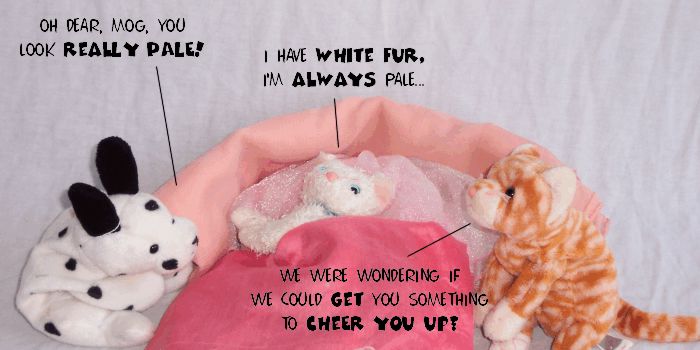 OH DEAR, MOG, YOU
LOOK REALLY PALE!
I HAVE WHITE FUR,
I'M ALWAYS PALE...
WE WERE WONDERING IF
WE COULD GET YOU SOMETHING
TO CHEER YOU UP?